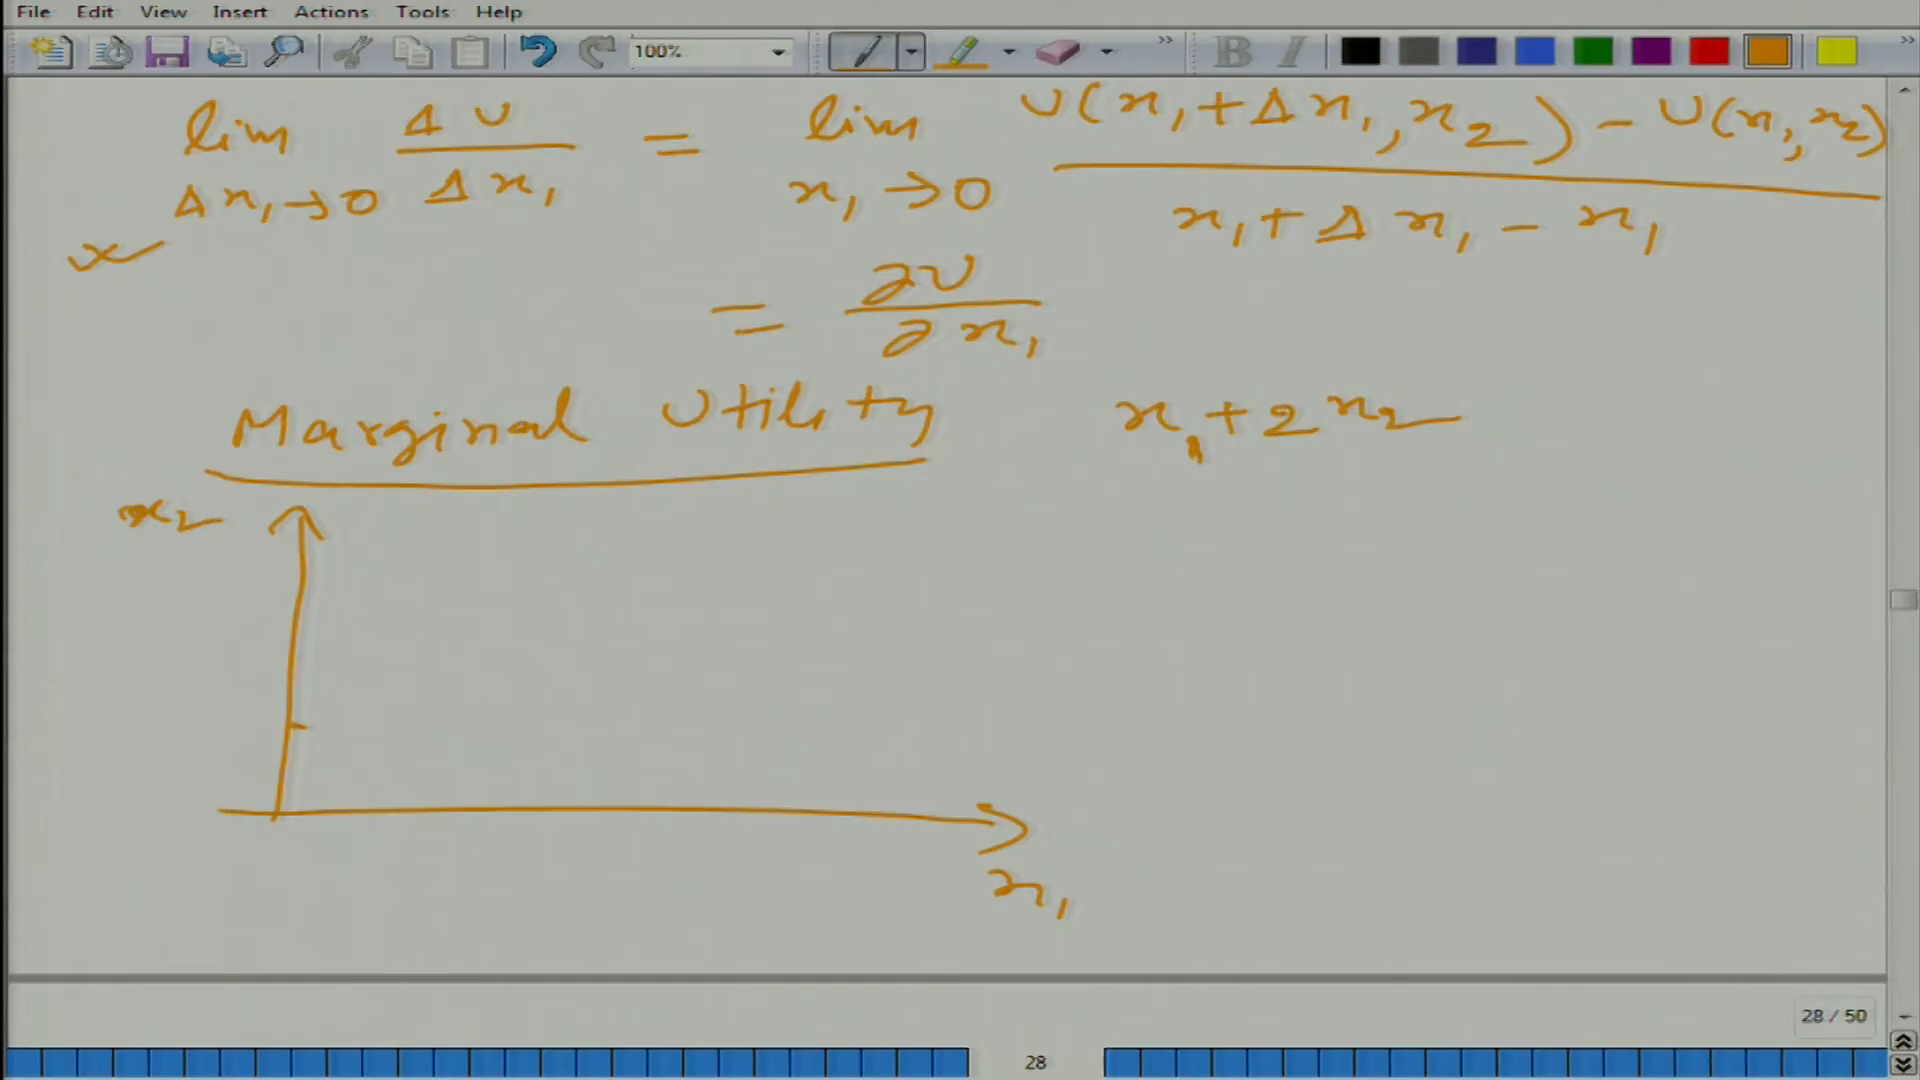 File Edit View Insert Actions Tools Help
100% B I
lim Δx₁→0 ΔU/Δx₁ = lim x₁→0 U(x₁+Δx₁,x₂) − U(x₁,x₂) / x₁+Δx₁−x₁
= ∂U/∂x₁
Marginal Utility x₁+2x₂
x₂
x₁
28 / 50
28